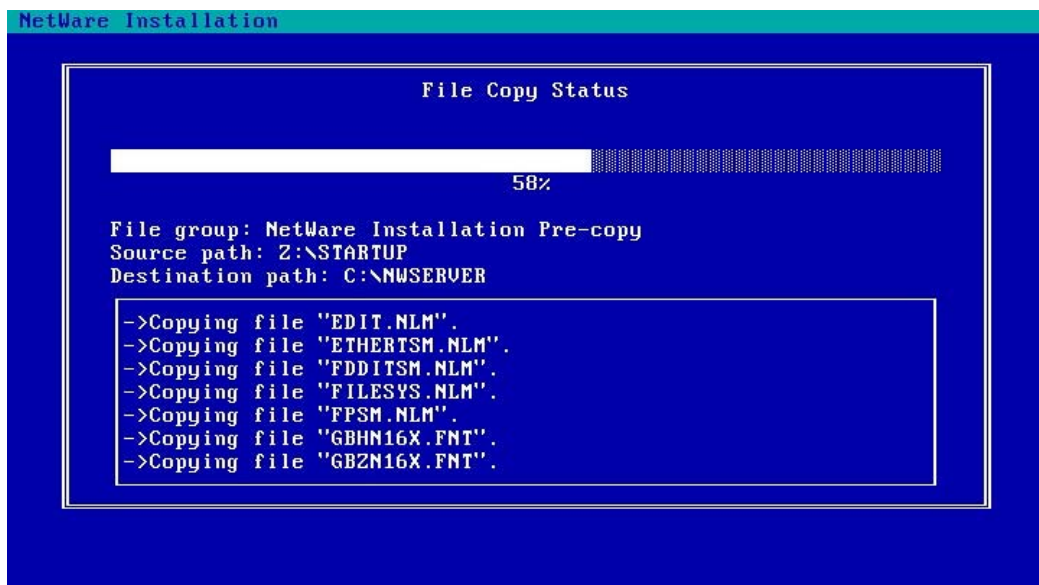 NetWare Installation
File Copy Status
58%
File group: NetWare Installation Pre-copy
Source path: Z:\STARTUP
Destination path: C:\NWSERVER
->Copying file "EDIT.NLM".
->Copying file "ETHERTSM.NLM".
->Copying file "FDDITSM.NLM".
->Copying file "FILESYS.NLM".
->Copying file "FPSM.NLM".
->Copying file "GBHN16X.FNT".
->Copying file "GBZN16X.FNT".